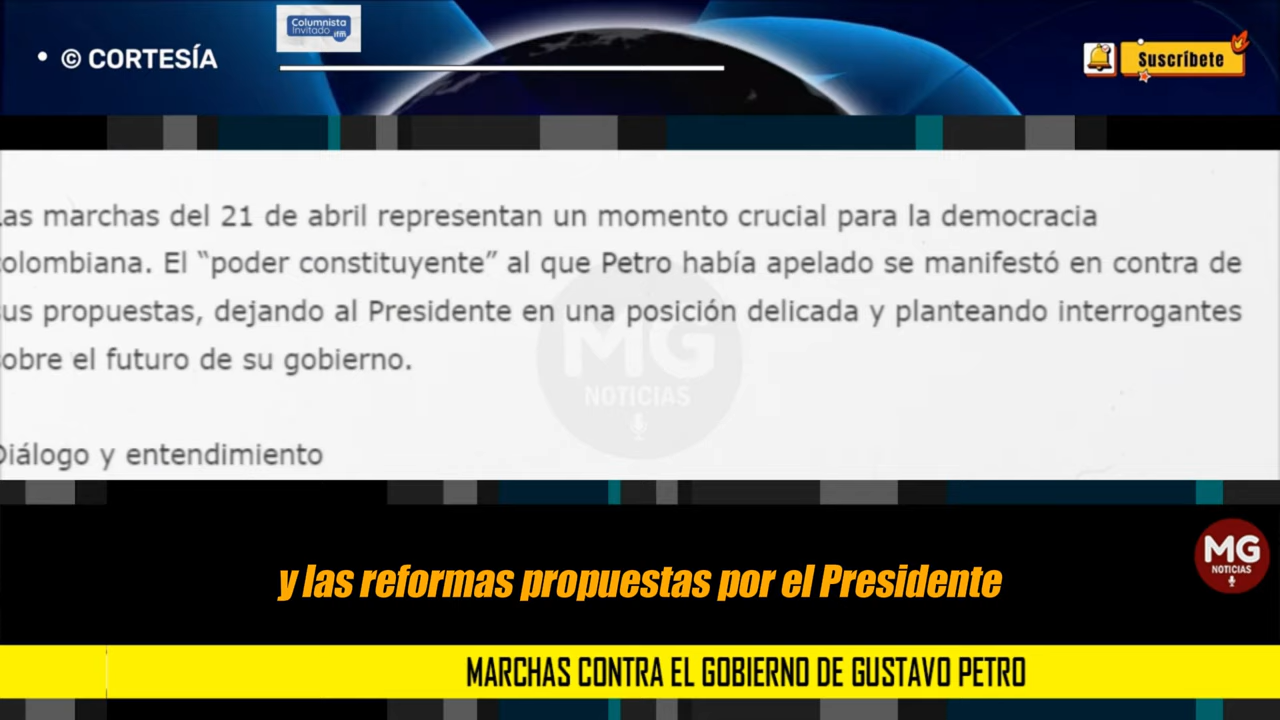 Columnista
Invitado ifm
• © CORTESÍA
Suscríbete
as marchas del 21 de abril representan un momento crucial para la democracia
olombiana. El “poder constituyente” al que Petro había apelado se manifestó en contra de
us propuestas, dejando al Presidente en una posición delicada y planteando interrogantes
obre el futuro de su gobierno.
MG
NOTICIAS
Diálogo y entendimiento
MG
NOTICIAS
y las reformas propuestas por el Presidente
MARCHAS CONTRA EL GOBIERNO DE GUSTAVO PETRO